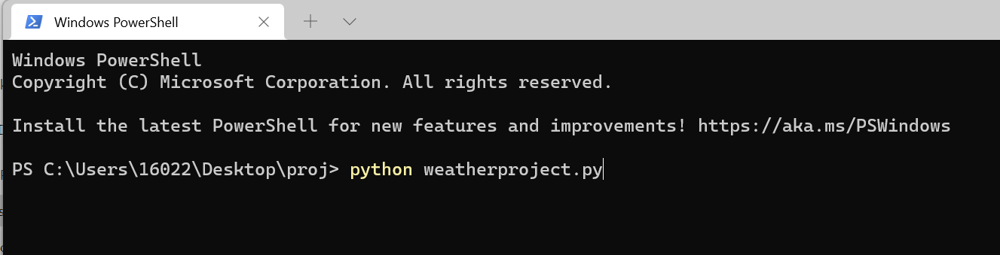 Windows PowerShell
Windows PowerShell
Copyright (C) Microsoft Corporation. All rights reserved.
Install the latest PowerShell for new features and improvements! https://aka.ms/PSWindows
PS C:\Users\16022\Desktop\proj> python weatherproject.py